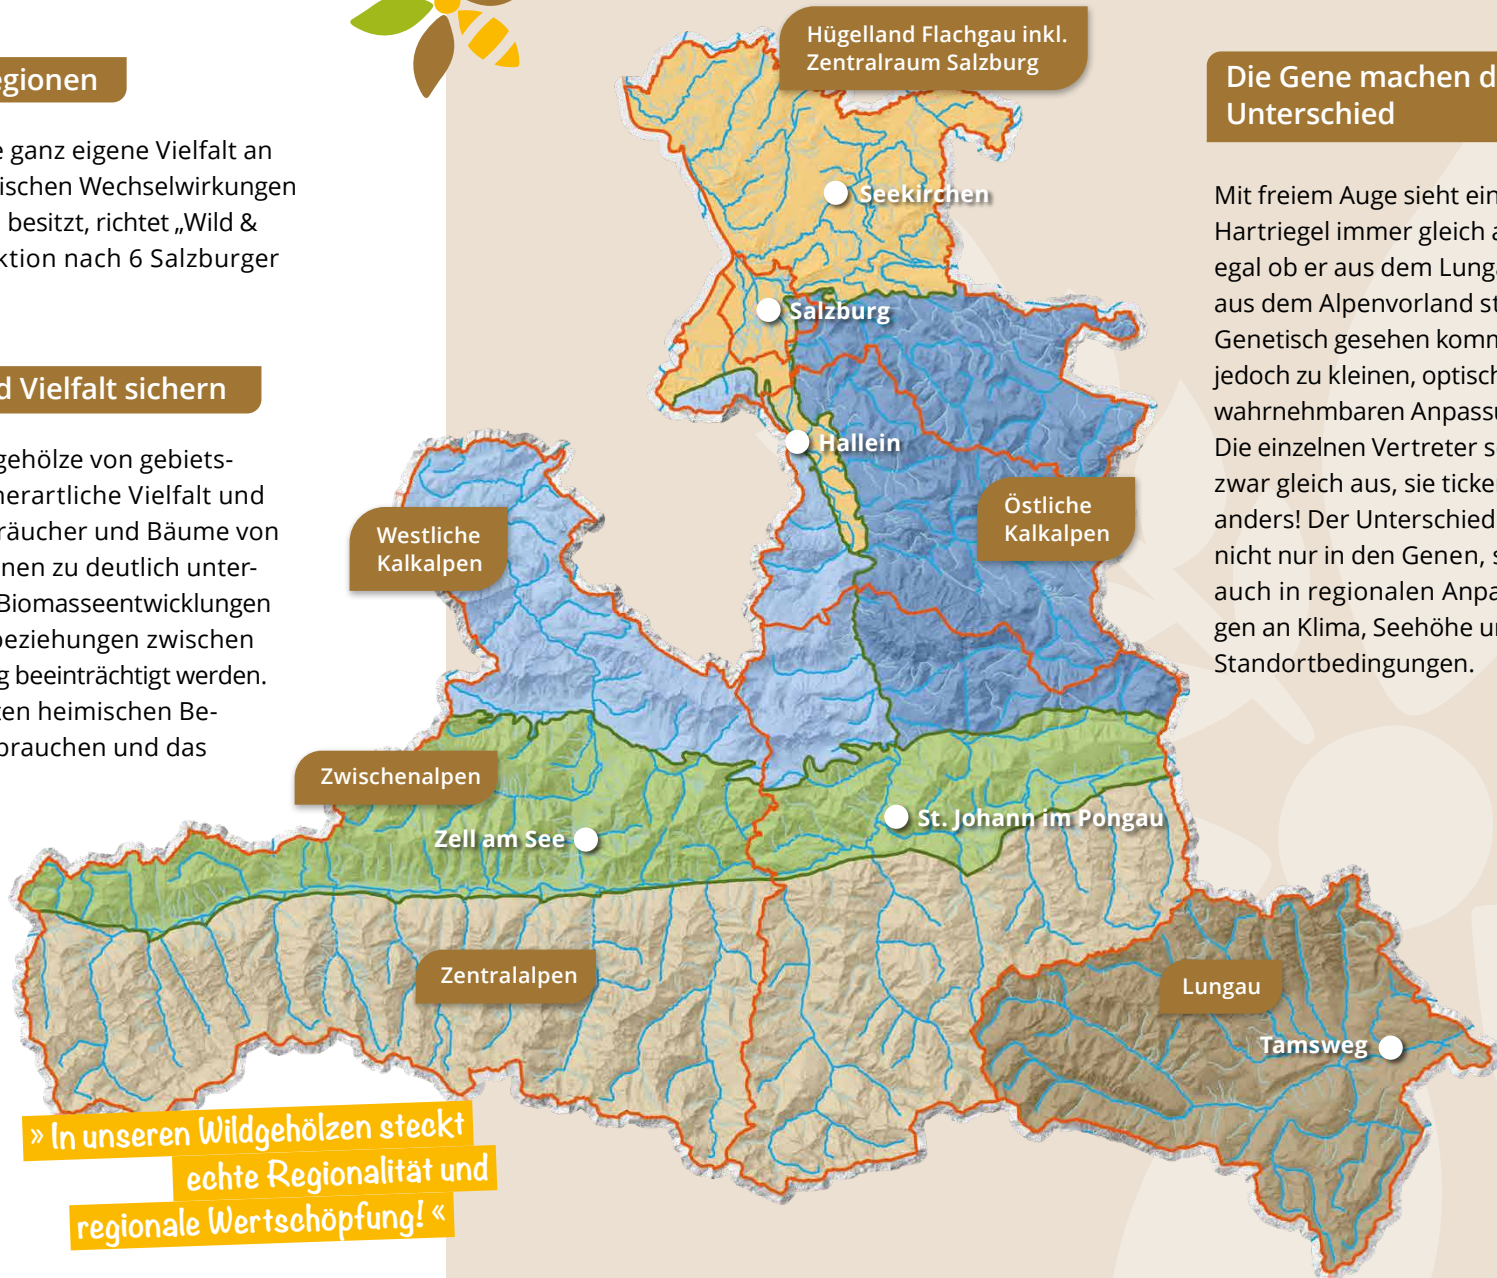 egionen
e ganz eigene Vielfalt an
ischen Wechselwirkungen
besitzt, richtet „Wild &
ktion nach 6 Salzburger
d Vielfalt sichern
gehölze von gebiets-
nerartliche Vielfalt und
räucher und Bäume von
nen zu deutlich unter-
Biomasseentwicklungen
beziehungen zwischen
g beeinträchtigt werden.
ten heimischen Be-
brauchen und das
Hügelland Flachgau inkl.
Zentralraum Salzburg
Seekirchen
Salzburg
Hallein
Westliche
Kalkalpen
Östliche
Kalkalpen
Zwischenalpen
Zell am See
St. Johann im Pongau
Zentralalpen
Lungau
Tamsweg
» In unseren Wildgehölzen steckt
echte Regionalität und
regionale Wertschöpfung! «
Die Gene machen d
Unterschied
Mit freiem Auge sieht ein
Hartriegel immer gleich a
egal ob er aus dem Lunga
aus dem Alpenvorland st
Genetisch gesehen komm
jedoch zu kleinen, optisch
wahrnehmbaren Anpassu
Die einzelnen Vertreter s
zwar gleich aus, sie ticken
anders! Der Unterschied
nicht nur in den Genen, s
auch in regionalen Anpa
gen an Klima, Seehöhe u
Standortbedingungen.